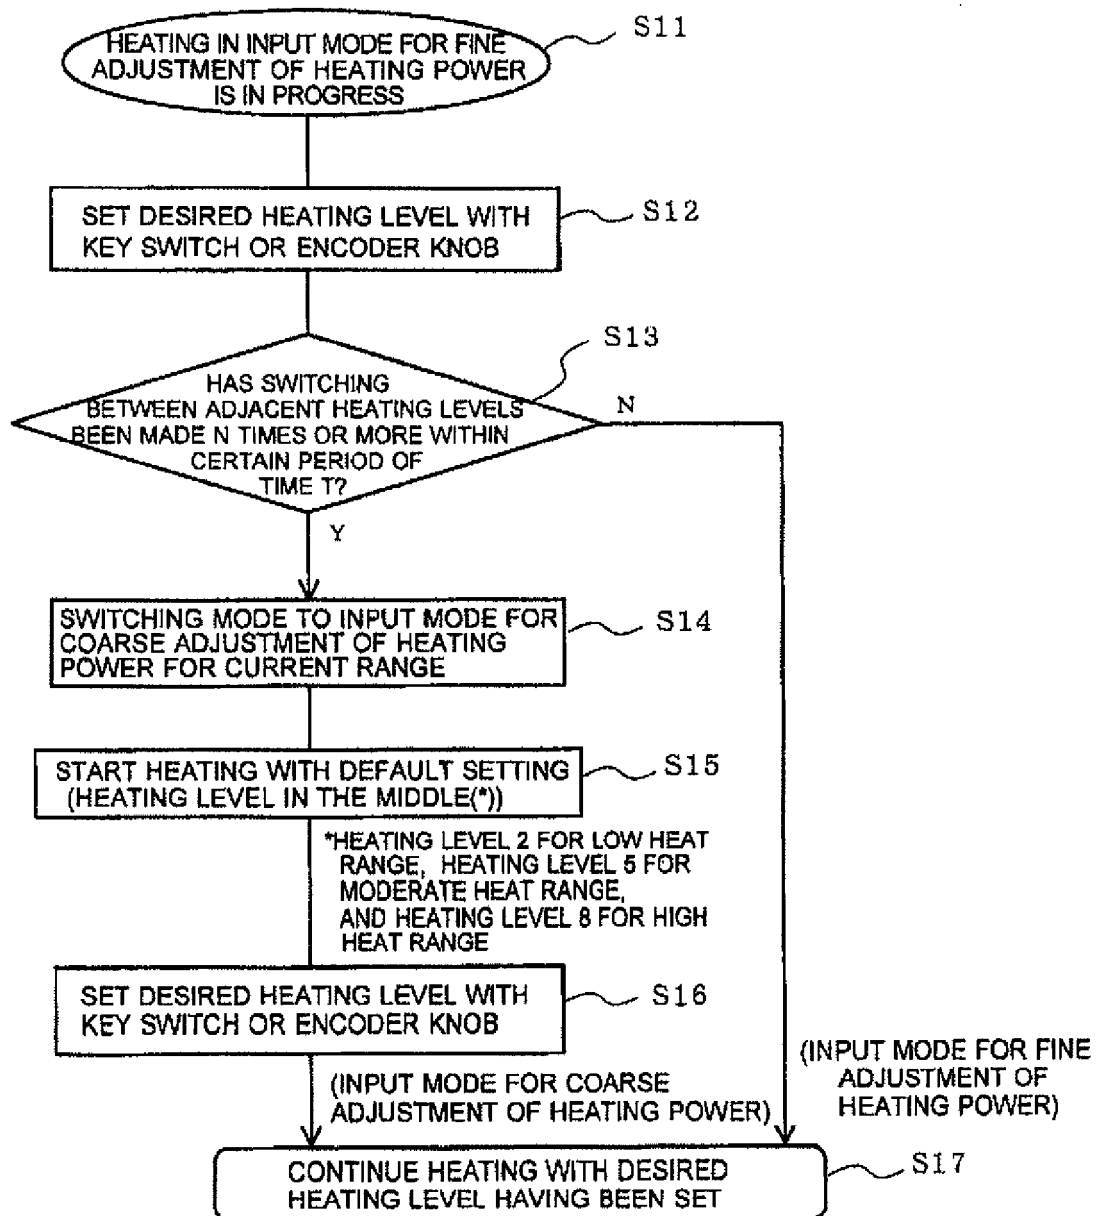 S11
HEATING IN INPUT MODE FOR FINE
ADJUSTMENT OF HEATING POWER
IS IN PROGRESS
S12
SET DESIRED HEATING LEVEL WITH
KEY SWITCH OR ENCODER KNOB
S13
HAS SWITCHING
BETWEEN ADJACENT HEATING LEVELS
BEEN MADE N TIMES OR MORE WITHIN
CERTAIN PERIOD OF
TIME T?
N
Y
SWITCHING MODE TO INPUT MODE FOR
COARSE ADJUSTMENT OF HEATING
POWER FOR CURRENT RANGE
S14
START HEATING WITH DEFAULT SETTING
(HEATING LEVEL IN THE MIDDLE(*))
S15
*HEATING LEVEL 2 FOR LOW HEAT
RANGE, HEATING LEVEL 5 FOR
MODERATE HEAT RANGE,
AND HEATING LEVEL 8 FOR HIGH
HEAT RANGE
SET DESIRED HEATING LEVEL WITH
KEY SWITCH OR ENCODER KNOB
S16
(INPUT MODE FOR COARSE
ADJUSTMENT OF HEATING POWER)
(INPUT MODE FOR FINE
ADJUSTMENT OF
HEATING POWER)
CONTINUE HEATING WITH DESIRED
HEATING LEVEL HAVING BEEN SET
S17